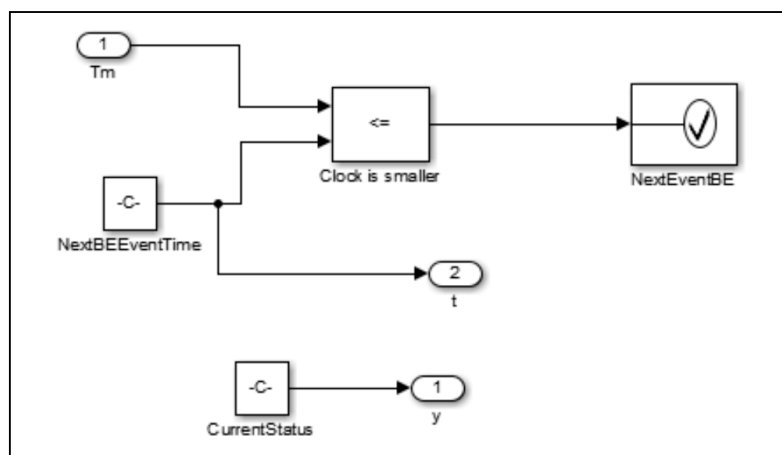 1
Tm
<=
Clock is smaller
NextEventBE
-C-
NextBEEventTime
2
t
-C-
CurrentStatus
1
y